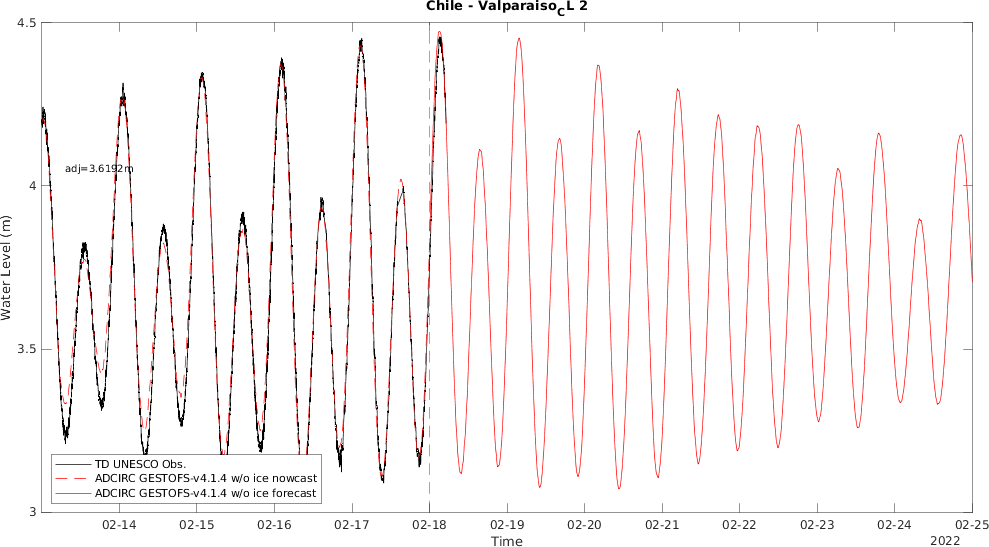 Chile - ValparaisoCL 2
4.5
4
3.5
3
Water Level (m)
adj=3.6192m
TD UNESCO Obs.
ADCIRC GESTOFS-v4.1.4 w/o ice nowcast
ADCIRC GESTOFS-v4.1.4 w/o ice forecast
02-14 02-15 02-16 02-17 02-18 02-19 02-20 02-21 02-22 02-23 02-24 02-25
Time
2022